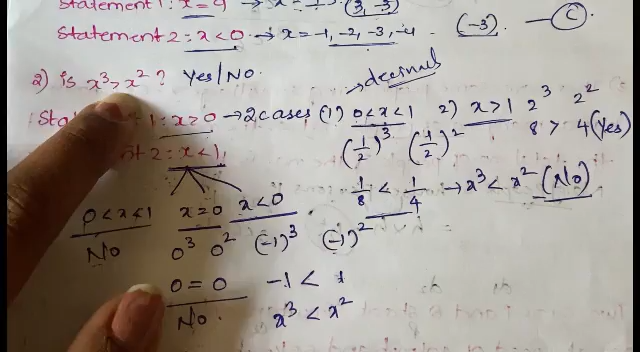 Statement 1: x=4 → x=
(3, -3)
Statement 2: x<0 → x=-1,-2,-3,-4 (-3). — C
2) is x³ > x² ? Yes/No.
→ decimal
1: x>0 → 2 cases (1) 0<x<1 2) x>1 2³ 2²
(1/2)³ (1/2)² 8 > 4 (Yes)
2: x<1,
1/8 < 1/4 → x³ < x² (No)
0<x<1 x=0 x<0
No 0³ 0² (-1)³ (-1)²
0 = 0 -1 < 1
No. x³ < x²